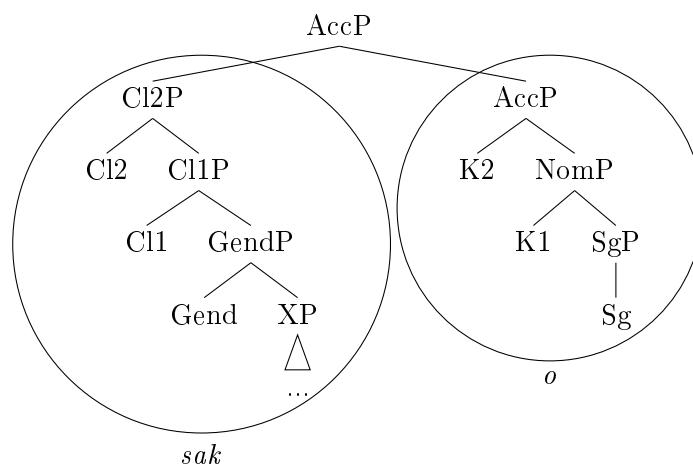 AccP
Cl2P AccP
Cl2 Cl1P K2 NomP
Cl1 GendP K1 SgP
Gend XP Sg
...
o
sak